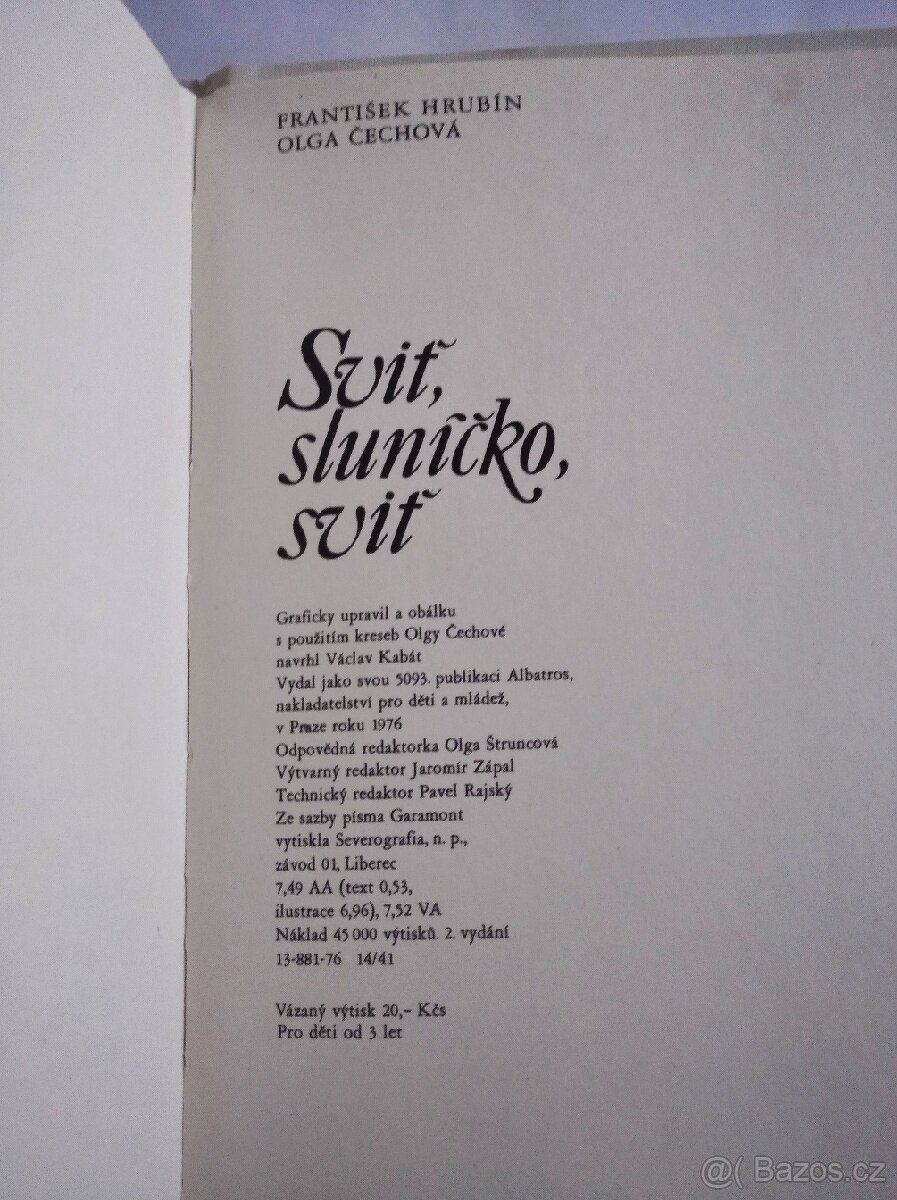 FRANTIŠEK HRUBÍN
OLGA ČECHOVÁ
Sviť,
sluníčko,
sviť
Graficky upravil a obálku
s použitím kreseb Olgy Čechové
navrhl Václav Kabát
Vydal jako svou 5093. publikaci Albatros,
nakladatelství pro děti a mládež,
v Praze roku 1976
Odpovědná redaktorka Olga Štruncová
Výtvarný redaktor Jaromír Zápal
Technický redaktor Pavel Rajský
Ze sazby písma Garamont
vytiskla Severografia, n. p.,
závod 01, Liberec
7,49 AA (text 0,53,
ilustrace 6,96), 7,52 VA
Náklad 45 000 výtisků. 2. vydání
13-881-76 14/41
Vázaný výtisk 20,– Kčs
Pro děti od 3 let
@( Bazos.cz